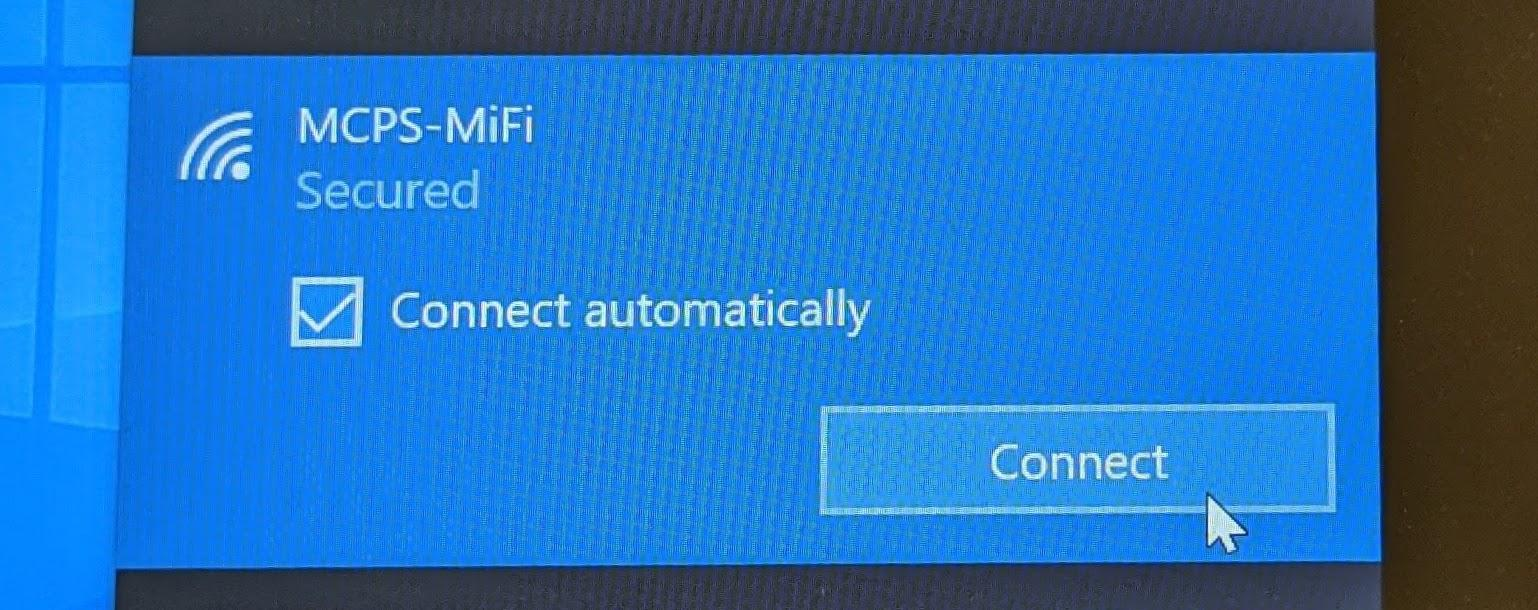 MCPS-MiFi
Secured
Connect automatically
Connect